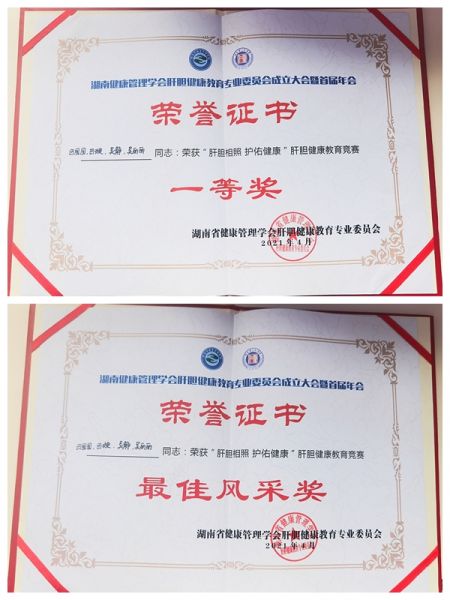 湖南健康管理学会肝胆健康教育专业委员会成立大会暨首届年会
荣誉证书
同志：荣获“肝胆相照 护佑健康”肝胆健康教育竞赛
一等奖
湖南省健康管理学会肝胆健康教育专业委员会
2021年4月
湖南健康管理学会肝胆健康教育专业委员会成立大会暨首届年会
荣誉证书
同志：荣获“肝胆相照 护佑健康”肝胆健康教育竞赛
最佳风采奖
湖南省健康管理学会肝胆健康教育专业委员会
2021年4月